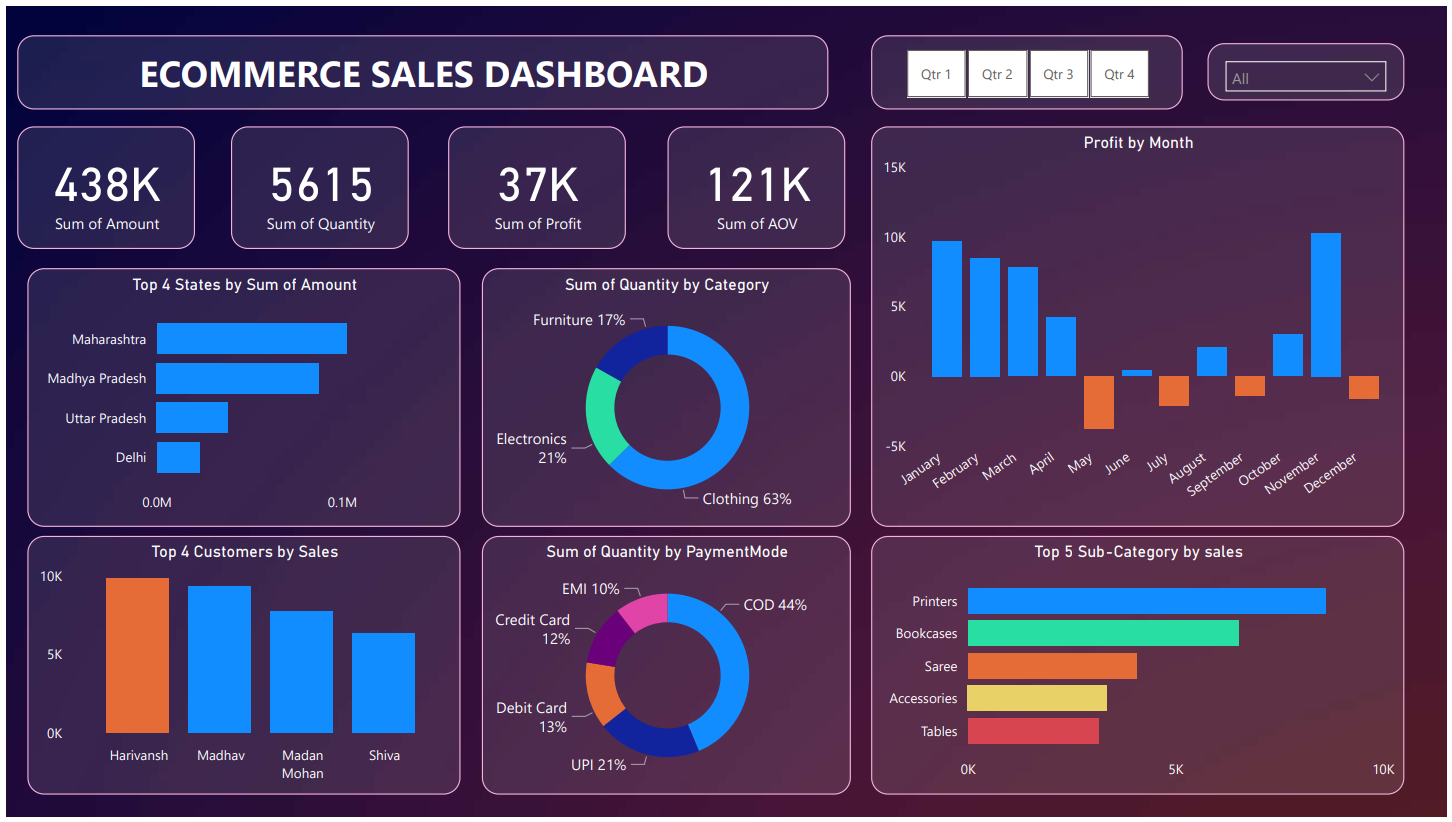 ECOMMERCE SALES DASHBOARD
Qtr 1
Qtr 2
Qtr 3
Qtr 4
All
438K
Sum of Amount
5615
Sum of Quantity
37K
Sum of Profit
121K
Sum of AOV
Profit by Month
15K
10K
5K
0K
-5K
January
February
March
April
May
June
July
August
September
October
November
December
Top 4 States by Sum of Amount
Maharashtra
Madhya Pradesh
Uttar Pradesh
Delhi
0.0M
0.1M
Sum of Quantity by Category
Furniture 17%
Electronics
21%
Clothing 63%
Top 4 Customers by Sales
10K
5K
0K
Harivansh
Madhav
Madan
Mohan
Shiva
Sum of Quantity by PaymentMode
EMI 10%
COD 44%
Credit Card
12%
Debit Card
13%
UPI 21%
Top 5 Sub-Category by sales
Printers
Bookcases
Saree
Accessories
Tables
0K
5K
10K